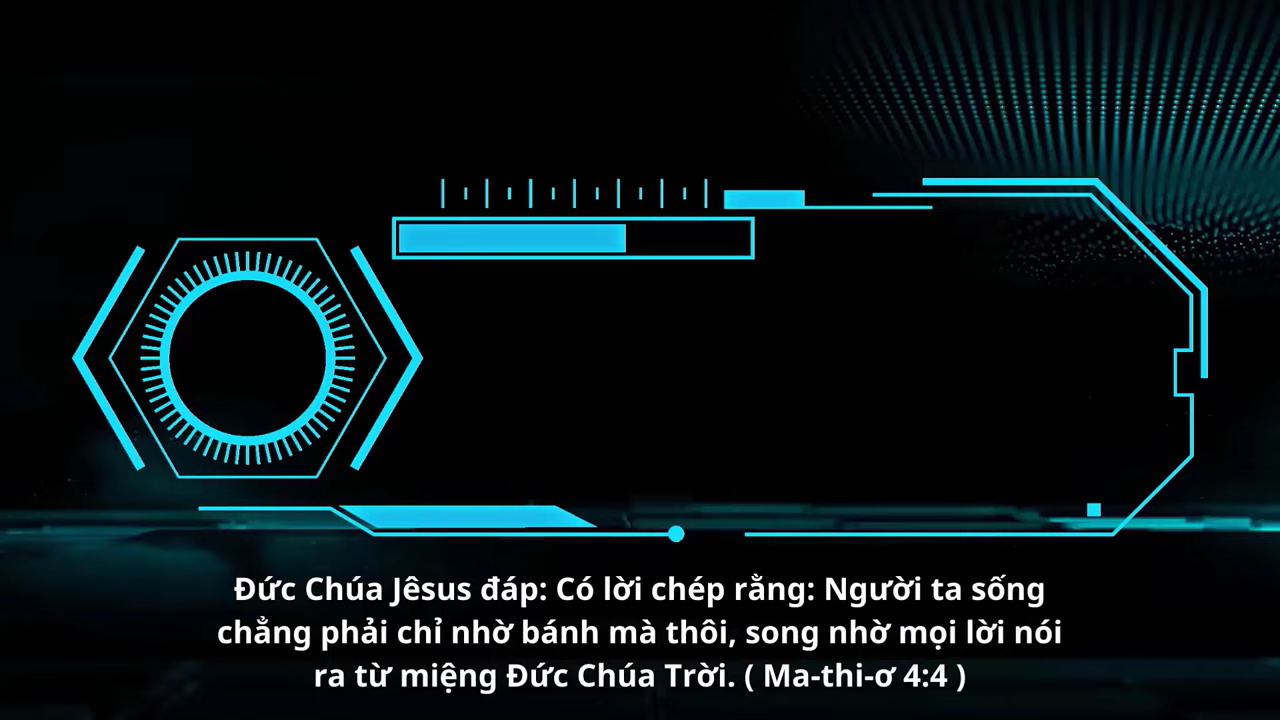 Đức Chúa Jêsus đáp: Có lời chép rằng: Người ta sống
chẳng phải chỉ nhờ bánh mà thôi, song nhờ mọi lời nói
ra từ miệng Đức Chúa Trời. ( Ma-thi-ơ 4:4 )